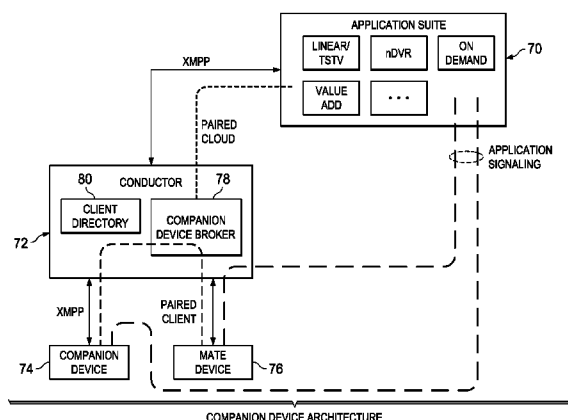 APPLICATION SUITE
LINEAR/
TSTV
nDVR
ON
DEMAND
70
VALUE
ADD
...
XMPP
PAIRED
CLOUD
APPLICATION
SIGNALING
80
CONDUCTOR
78
CLIENT
DIRECTORY
COMPANION
DEVICE BROKER
72
XMPP
PAIRED
CLIENT
74
COMPANION
DEVICE
MATE
DEVICE
76
COMPANION DEVICE ARCHITECTURE